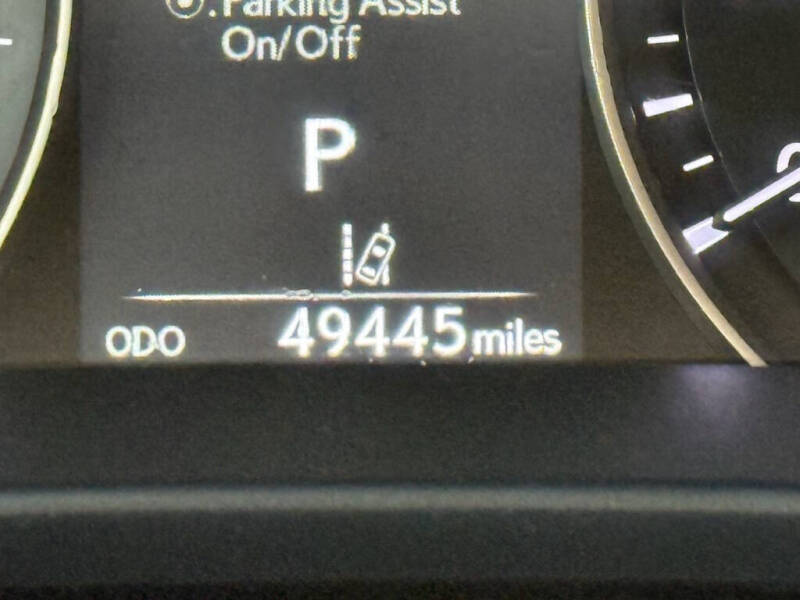 . Parking Assist
On/Off
P
ODO 49445 miles